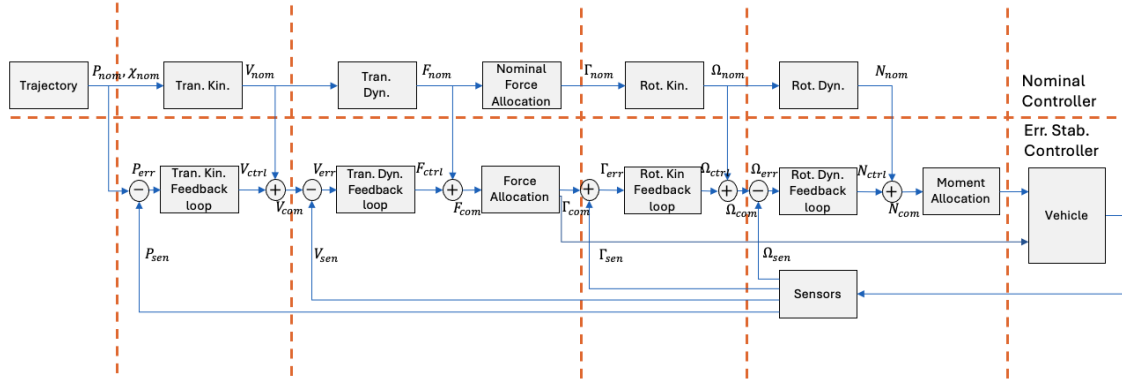 P_nom, χ_nom
V_nom
F_nom
Γ_nom
Ω_nom
N_nom
Trajectory
Tran. Kin.
Tran.
Dyn.
Nominal
Force
Allocation
Rot. Kin.
Rot. Dyn.
Nominal
Controller
Err. Stab.
Controller
P_err
Tran. Kin.
Feedback
loop
V_ctrl
V_err
Tran. Dyn.
Feedback
loop
F_ctrl
Force
Allocation
Γ_err
Rot. Kin
Feedback
loop
Ω_ctrl
Ω_err
Rot. Dyn.
Feedback
loop
N_ctrl
Moment
Allocation
Vehicle
−
+
−
+
+
+
−
+
V_com
F_com
Γ_com
Ω_com
N_com
P_sen
V_sen
Γ_sen
Ω_sen
Sensors